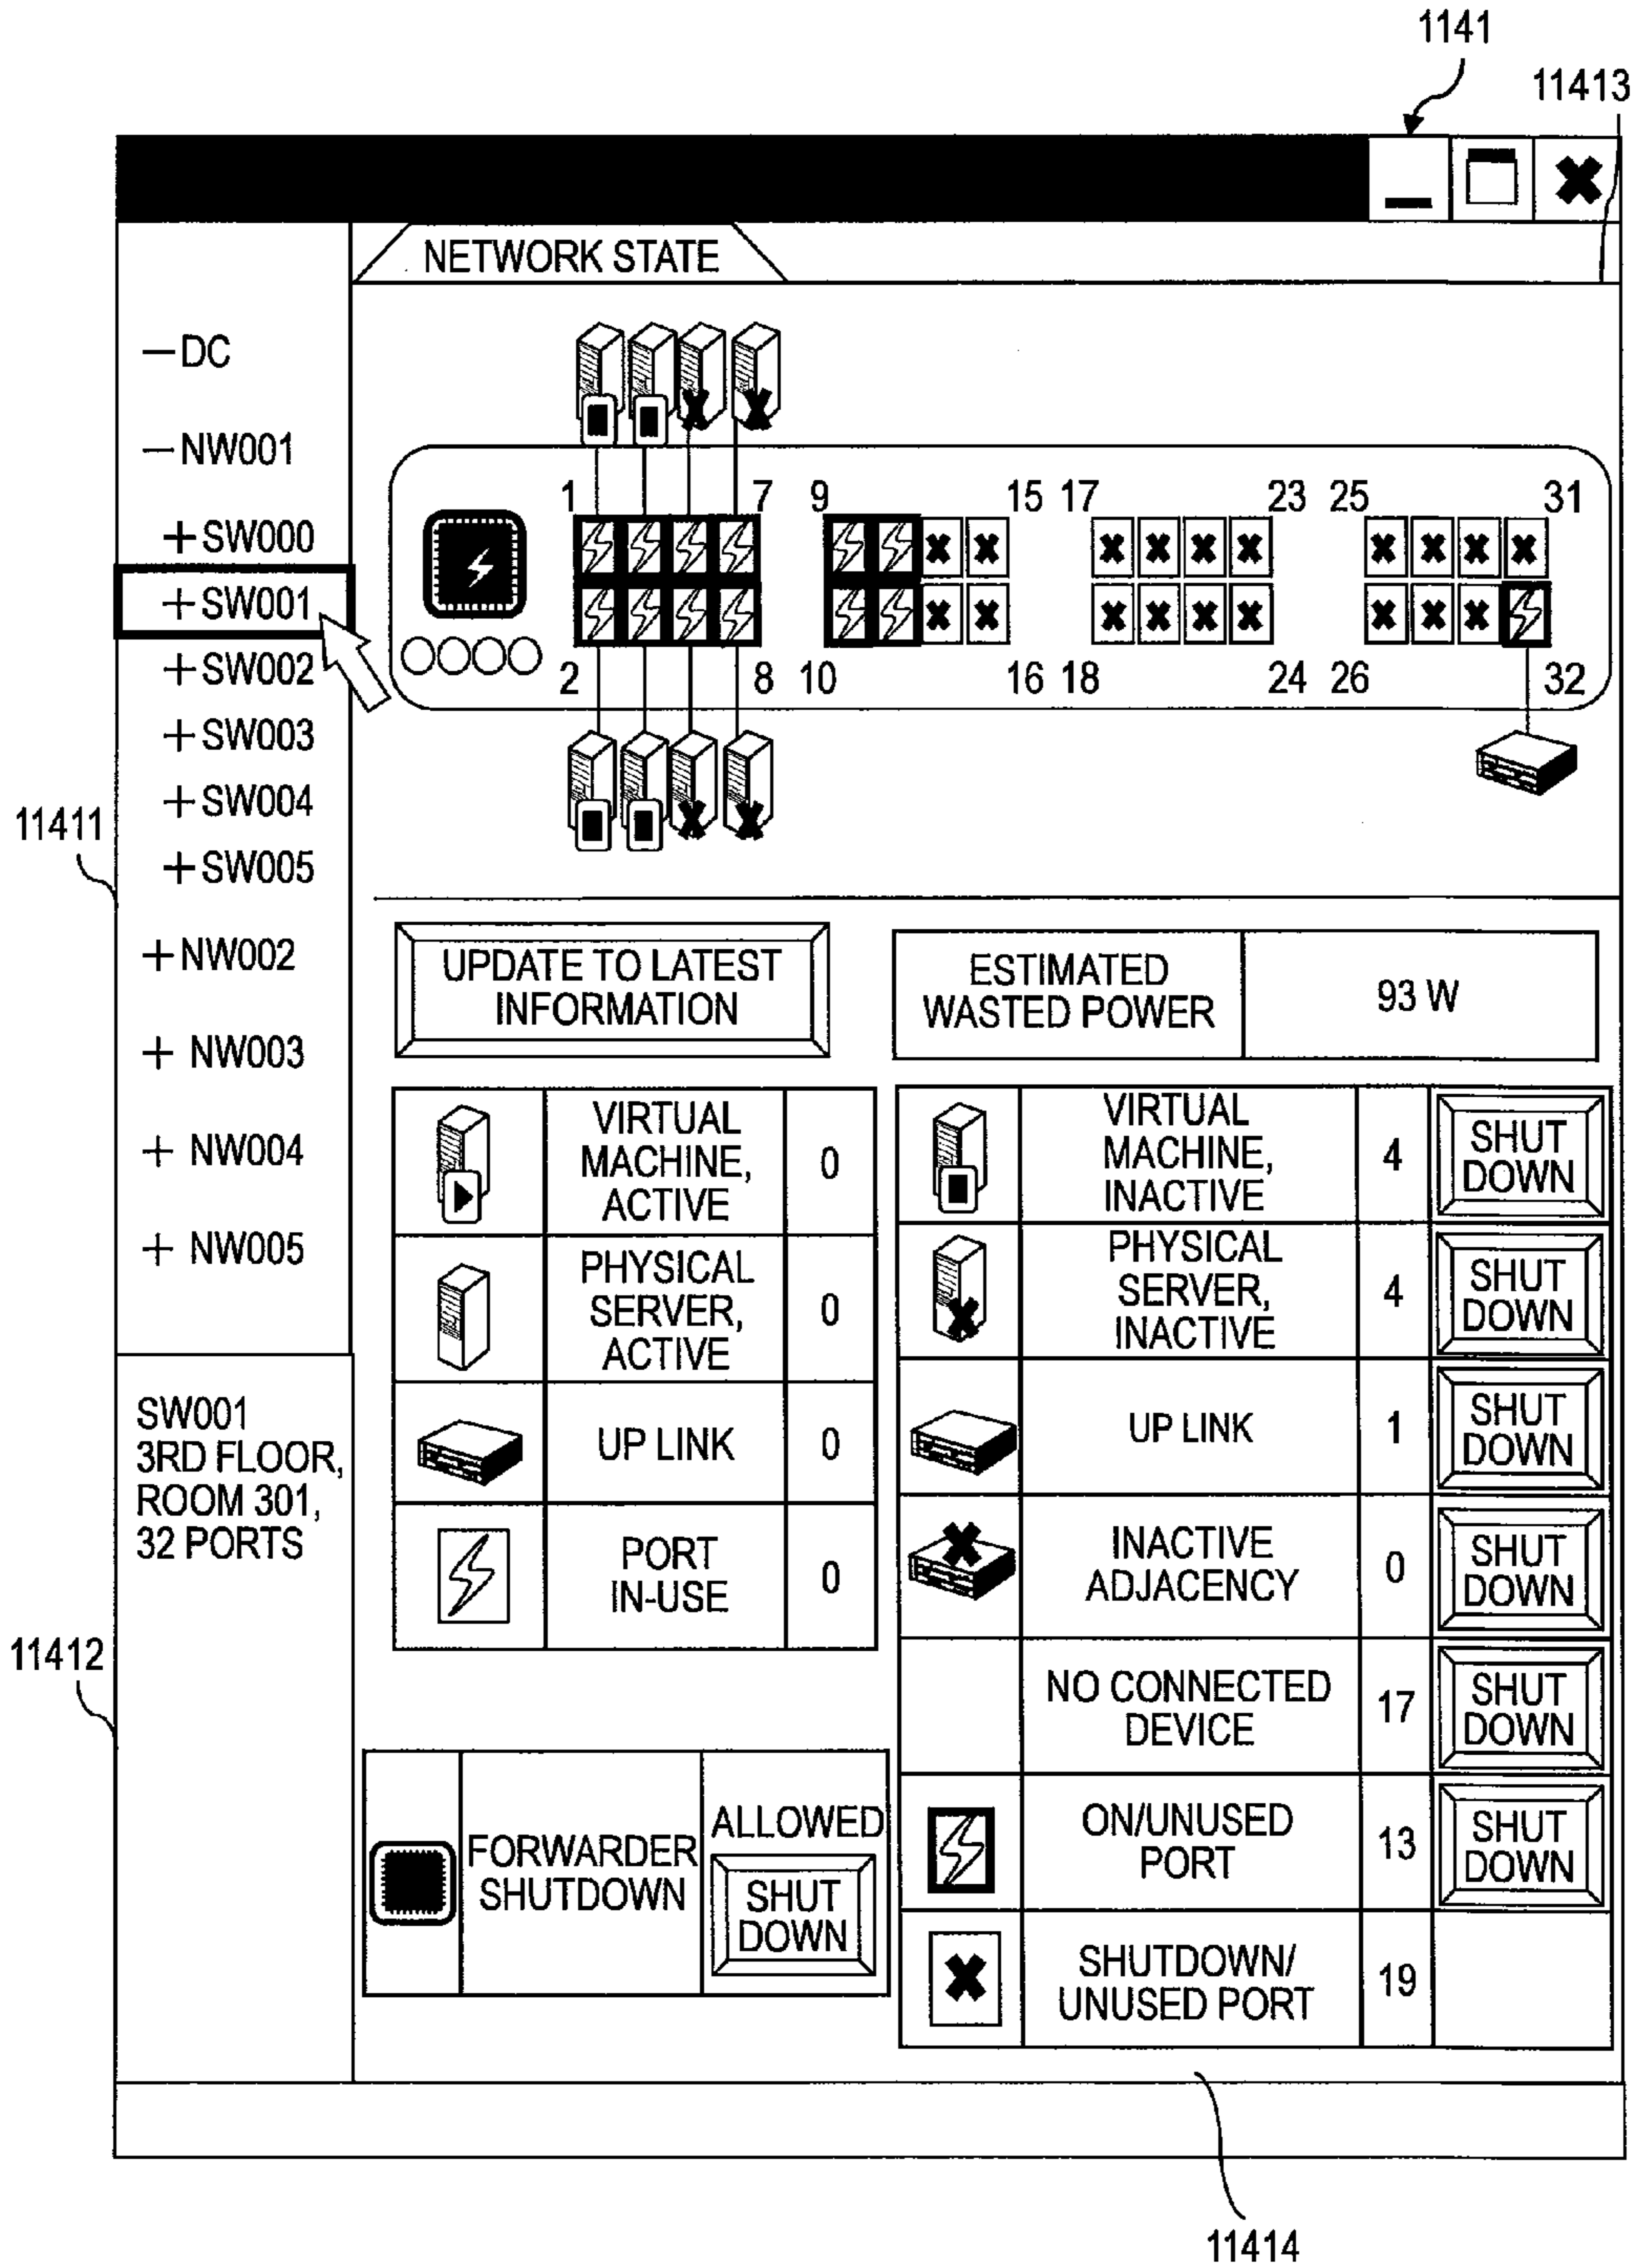 1141
11413
NETWORK STATE
—DC
—NW001
+SW000
+SW001
+SW002
+SW003
+SW004
+SW005
+NW002
+ NW003
+ NW004
+ NW005
11411
SW001
3RD FLOOR,
ROOM 301,
32 PORTS
11412
1 7 9 15 17 23 25 31
2 8 10 16 18 24 26 32
UPDATE TO LATEST
INFORMATION
ESTIMATED
WASTED POWER
93 W
VIRTUAL
MACHINE,
ACTIVE
0
PHYSICAL
SERVER,
ACTIVE
0
UP LINK
0
PORT
IN-USE
0
FORWARDER
SHUTDOWN
ALLOWED
SHUT
DOWN
VIRTUAL
MACHINE,
INACTIVE
4
SHUT
DOWN
PHYSICAL
SERVER,
INACTIVE
4
SHUT
DOWN
UP LINK
1
SHUT
DOWN
INACTIVE
ADJACENCY
0
SHUT
DOWN
NO CONNECTED
DEVICE
17
SHUT
DOWN
ON/UNUSED
PORT
13
SHUT
DOWN
SHUTDOWN/
UNUSED PORT
19
11414